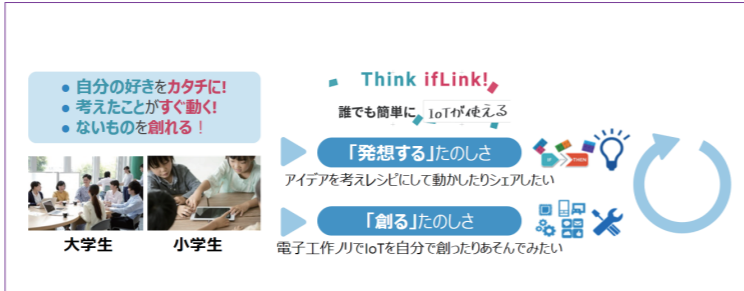 ● 自分の好きをカタチに!
● 考えたことがすぐ動く!
● ないものを創れる！
大学生
小学生
Think ifLink!
誰でも簡単に IoTが使える
「発想する」たのしさ
IF THEN
アイデアを考えレシピにして動かしたりシェアしたい
「創る」たのしさ
電子工作ノリでIoTを自分で創ったりあそんでみたい